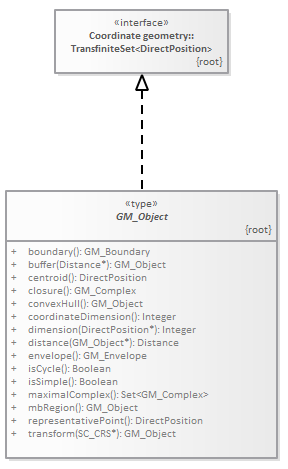 «interface»
Coordinate geometry::
TransfiniteSet<DirectPosition>
{root}
«type»
GM_Object
{root}
+ boundary(): GM_Boundary
+ buffer(Distance*): GM_Object
+ centroid(): DirectPosition
+ closure(): GM_Complex
+ convexHull(): GM_Object
+ coordinateDimension(): Integer
+ dimension(DirectPosition*): Integer
+ distance(GM_Object*): Distance
+ envelope(): GM_Envelope
+ isCycle(): Boolean
+ isSimple(): Boolean
+ maximalComplex(): Set<GM_Complex>
+ mbRegion(): GM_Object
+ representativePoint(): DirectPosition
+ transform(SC_CRS*): GM_Object